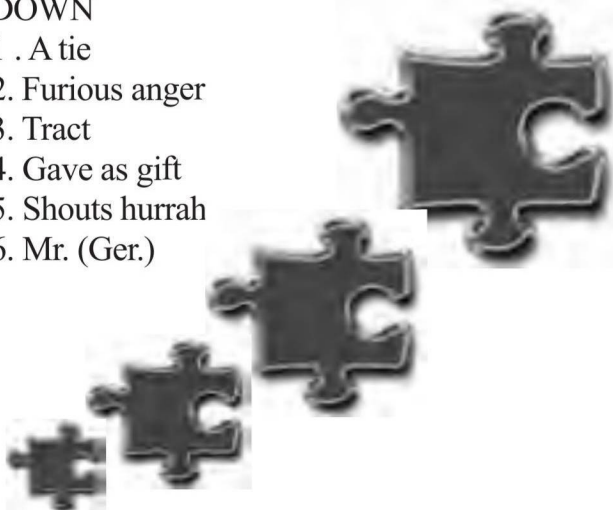 DOWN
1 . A tie
2. Furious anger
3. Tract
4. Gave as gift
5. Shouts hurrah
6. Mr. (Ger.)